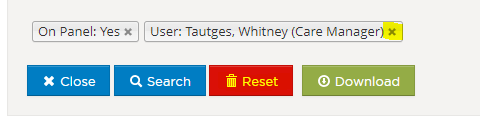 On Panel: Yes × User: Tautges, Whitney (Care Manager) ×
× Close Search Reset Download